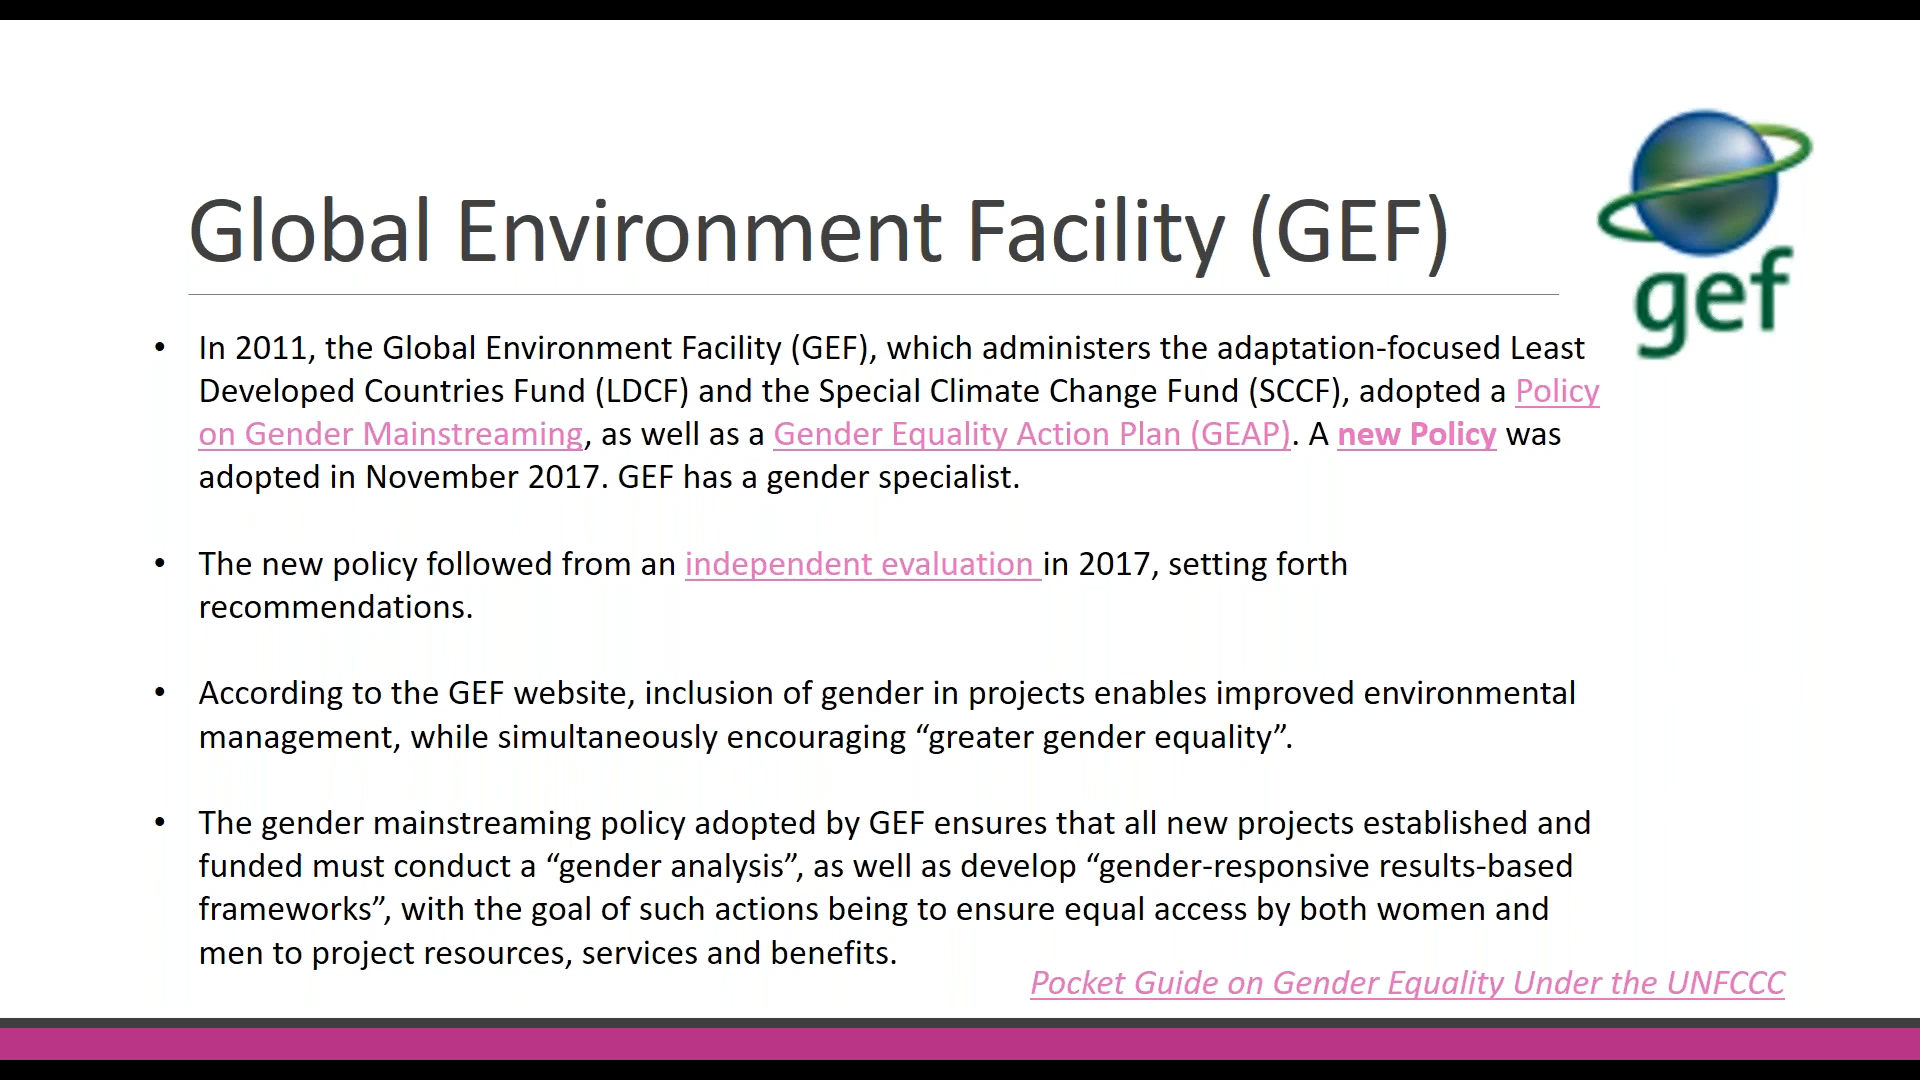 Global Environment Facility (GEF)
gef
• In 2011, the Global Environment Facility (GEF), which administers the adaptation-focused Least
Developed Countries Fund (LDCF) and the Special Climate Change Fund (SCCF), adopted a Policy
on Gender Mainstreaming, as well as a Gender Equality Action Plan (GEAP). A new Policy was
adopted in November 2017. GEF has a gender specialist.
• The new policy followed from an independent evaluation in 2017, setting forth
recommendations.
• According to the GEF website, inclusion of gender in projects enables improved environmental
management, while simultaneously encouraging “greater gender equality”.
• The gender mainstreaming policy adopted by GEF ensures that all new projects established and
funded must conduct a “gender analysis”, as well as develop “gender-responsive results-based
frameworks”, with the goal of such actions being to ensure equal access by both women and
men to project resources, services and benefits.
Pocket Guide on Gender Equality Under the UNFCCC